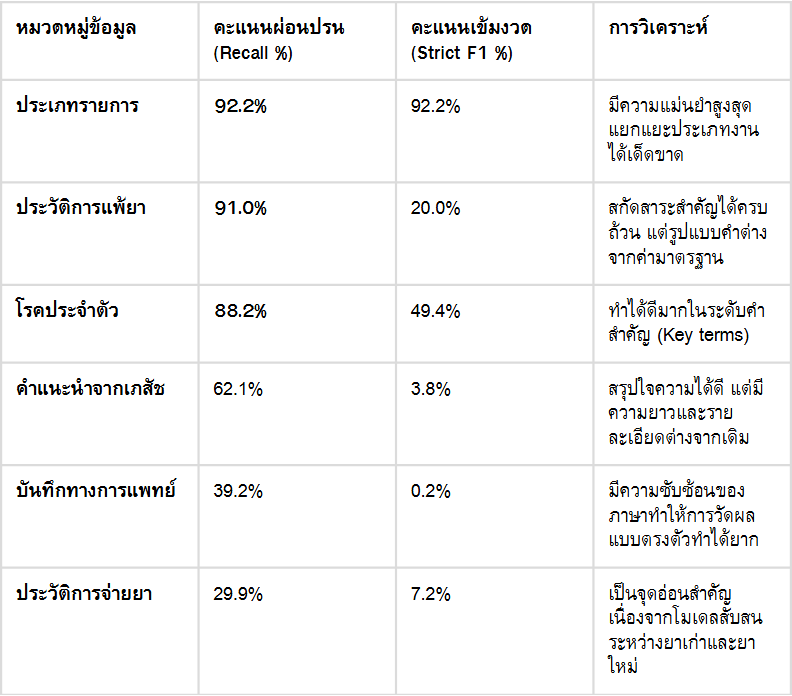 หมวดหมู่ข้อมูล
คะแนนผ่อนปรน
(Recall %)
คะแนนเข้มงวด
(Strict F1 %)
การวิเคราะห์
ประเภทรายการ
92.2%
92.2%
มีความแม่นยำสูงสุด
แยกแยะประเภทงาน
ได้เด็ดขาด
ประวัติการแพ้ยา
91.0%
20.0%
สกัดสาระสำคัญได้ครบ
ถ้วน แต่รูปแบบคำต่าง
จากค่ามาตรฐาน
โรคประจำตัว
88.2%
49.4%
ทำได้ดีมากในระดับคำ
สำคัญ (Key terms)
คำแนะนำจากเภสัช
62.1%
3.8%
สรุปใจความได้ดี แต่มี
ความยาวและราย
ละเอียดต่างจากเดิม
บันทึกทางการแพทย์
39.2%
0.2%
มีความซับซ้อนของ
ภาษาทำให้การวัดผล
แบบตรงตัวทำได้ยาก
ประวัติการจ่ายยา
29.9%
7.2%
เป็นจุดอ่อนสำคัญ
เนื่องจากโมเดลสับสน
ระหว่างยาเก่าและยา
ใหม่